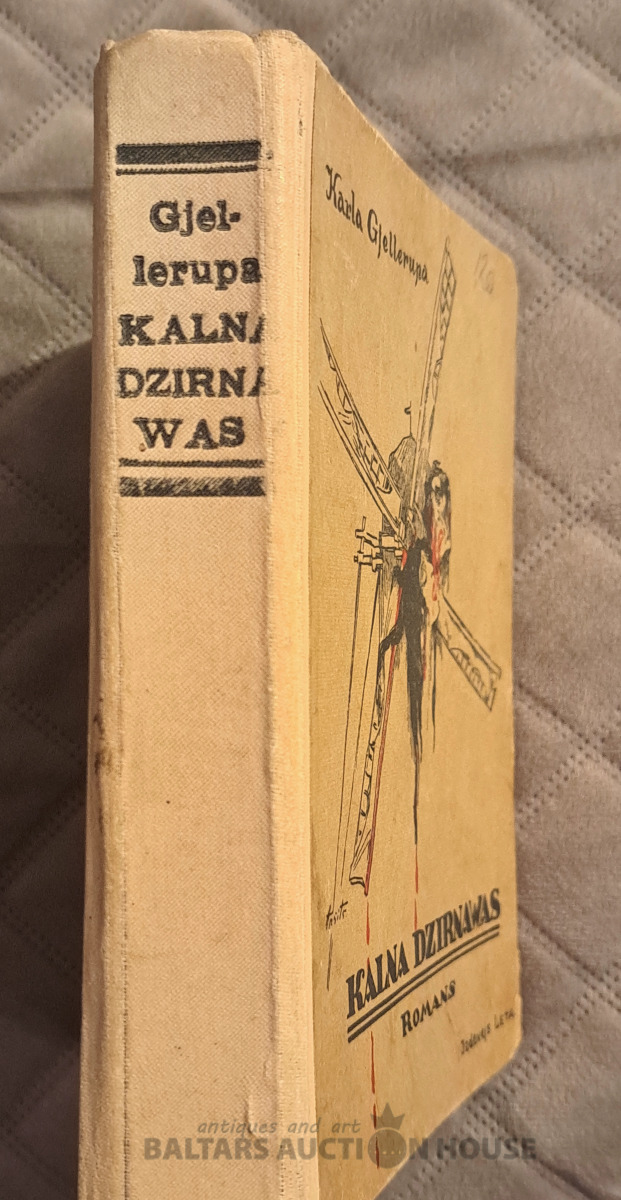 Gjel-
lerupa
KALNA
DZIRNA
WAS
Karla Gjellerupa
KALNA DZIRNAWAS
ROMANS
antiques and art
BALTARS AUCTION HOUSE